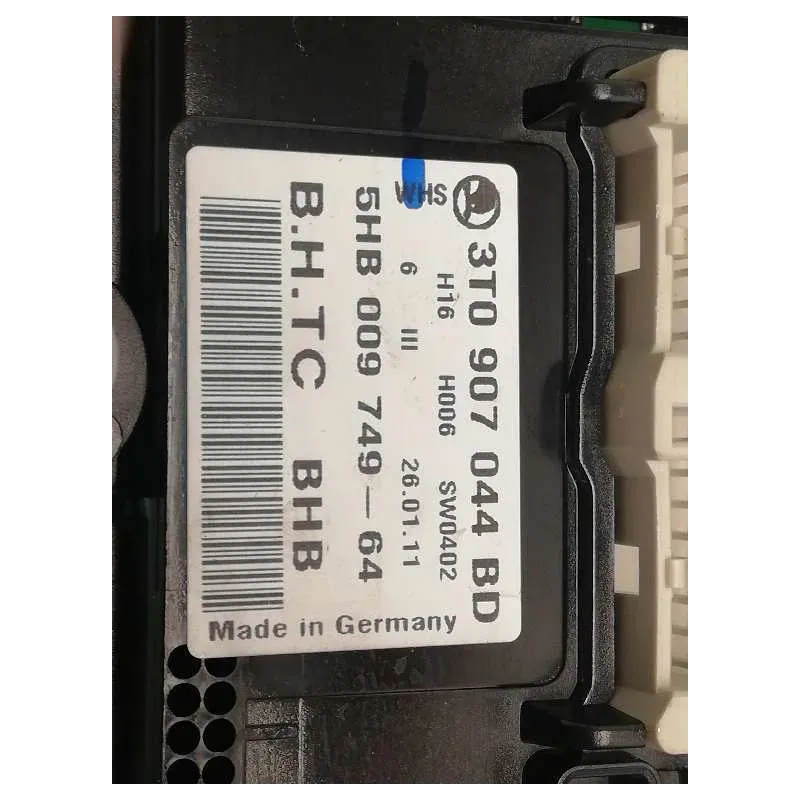 3T0 907 044 BD
WHS H16 H006 SW0402
6 III 26.01.11
5HB 009 749-64
B.H.TC BHB
Made in Germany